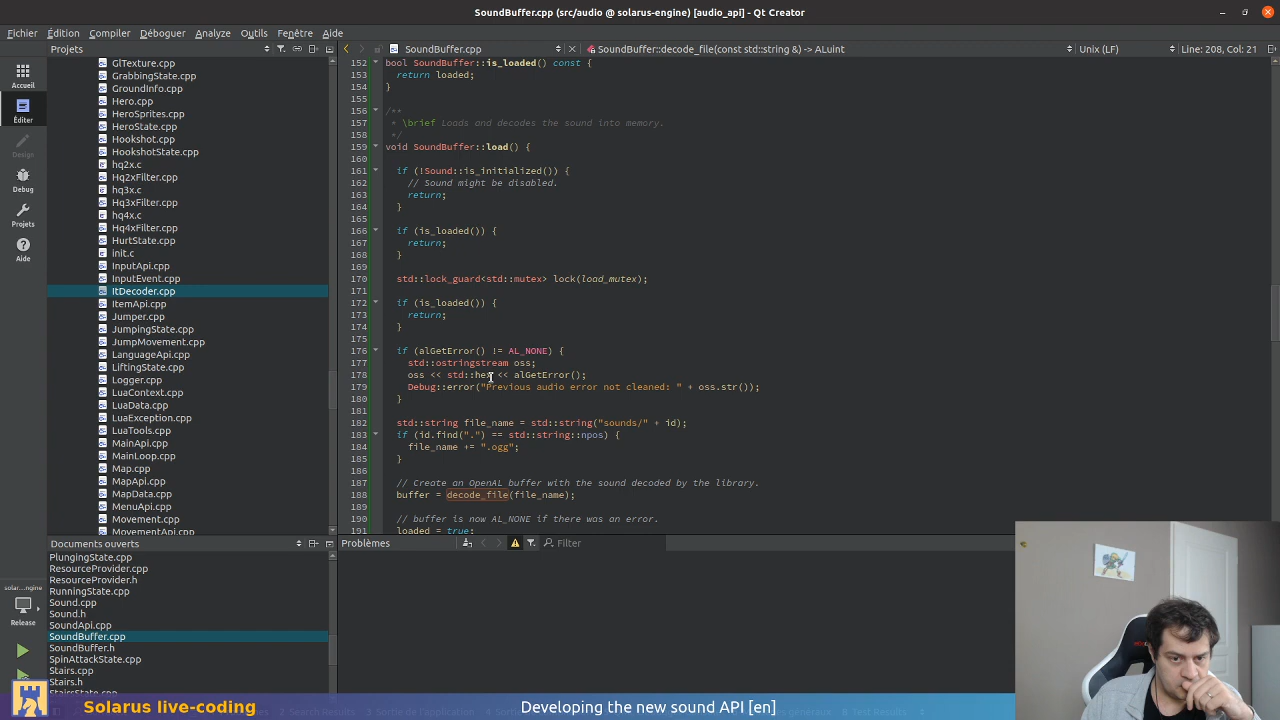 SoundBuffer.cpp (src/audio @ solarus-engine) [audio_api] - Qt Creator
Fichier Édition Compiler Déboguer Analyze Outils Fenêtre Aide
Projets
SoundBuffer.cpp
SoundBuffer::decode_file(const std::string &) -> ALuint
Unix (LF)
Line: 208, Col: 21
Accueil
Éditer
Design
Debug
Projets
Aide
solar…ngine
Release
GlTexture.cpp
GrabbingState.cpp
GroundInfo.cpp
Hero.cpp
HeroSprites.cpp
HeroState.cpp
Hookshot.cpp
HookshotState.cpp
hq2x.c
Hq2xFilter.cpp
hq3x.c
Hq3xFilter.cpp
hq4x.c
Hq4xFilter.cpp
HurtState.cpp
init.c
InputApi.cpp
InputEvent.cpp
ItDecoder.cpp
ItemApi.cpp
Jumper.cpp
JumpingState.cpp
JumpMovement.cpp
LanguageApi.cpp
LiftingState.cpp
Logger.cpp
LuaContext.cpp
LuaData.cpp
LuaException.cpp
LuaTools.cpp
MainApi.cpp
MainLoop.cpp
Map.cpp
MapApi.cpp
MapData.cpp
MenuApi.cpp
Movement.cpp
MovementApi.cpp
Documents ouverts
PlungingState.cpp
ResourceProvider.cpp
ResourceProvider.h
RunningState.cpp
Sound.cpp
Sound.h
SoundApi.cpp
SoundBuffer.cpp
SoundBuffer.h
SpinAttackState.cpp
Stairs.cpp
Stairs.h
StairsState.cpp
152 bool SoundBuffer::is_loaded() const {
153 return loaded;
154 }
155
156 /**
157 * \brief Loads and decodes the sound into memory.
158 */
159 void SoundBuffer::load() {
160
161 if (!Sound::is_initialized()) {
162 // Sound might be disabled.
163 return;
164 }
165
166 if (is_loaded()) {
167 return;
168 }
169
170 std::lock_guard<std::mutex> lock(load_mutex);
171
172 if (is_loaded()) {
173 return;
174 }
175
176 if (alGetError() != AL_NONE) {
177 std::ostringstream oss;
178 oss << std::hex << alGetError();
179 Debug::error("Previous audio error not cleaned: " + oss.str());
180 }
181
182 std::string file_name = std::string("sounds/" + id);
183 if (id.find(".") == std::string::npos) {
184 file_name += ".ogg";
185 }
186
187 // Create an OpenAL buffer with the sound decoded by the library.
188 buffer = decode_file(file_name);
189
190 // buffer is now AL_NONE if there was an error.
191 loaded = true;
Problèmes
Filter
Solarus live-coding
Developing the new sound API [en]